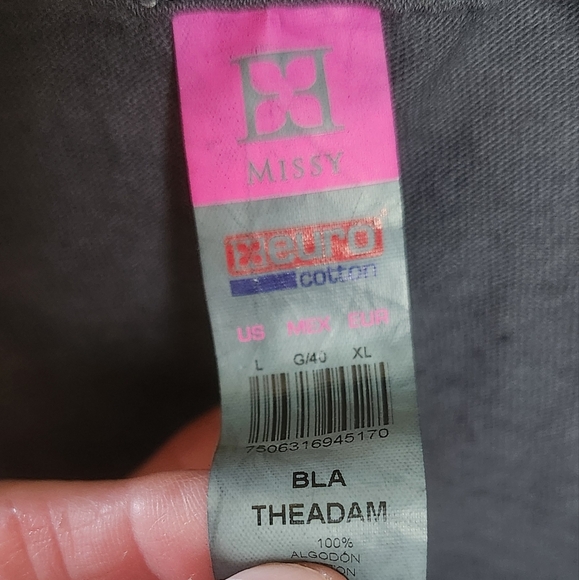 H
MISSY
euro
cotton
US MEX EUR
L G/40 XL
7506316945170
BLA
THEADAM
100%
ALGODÓN